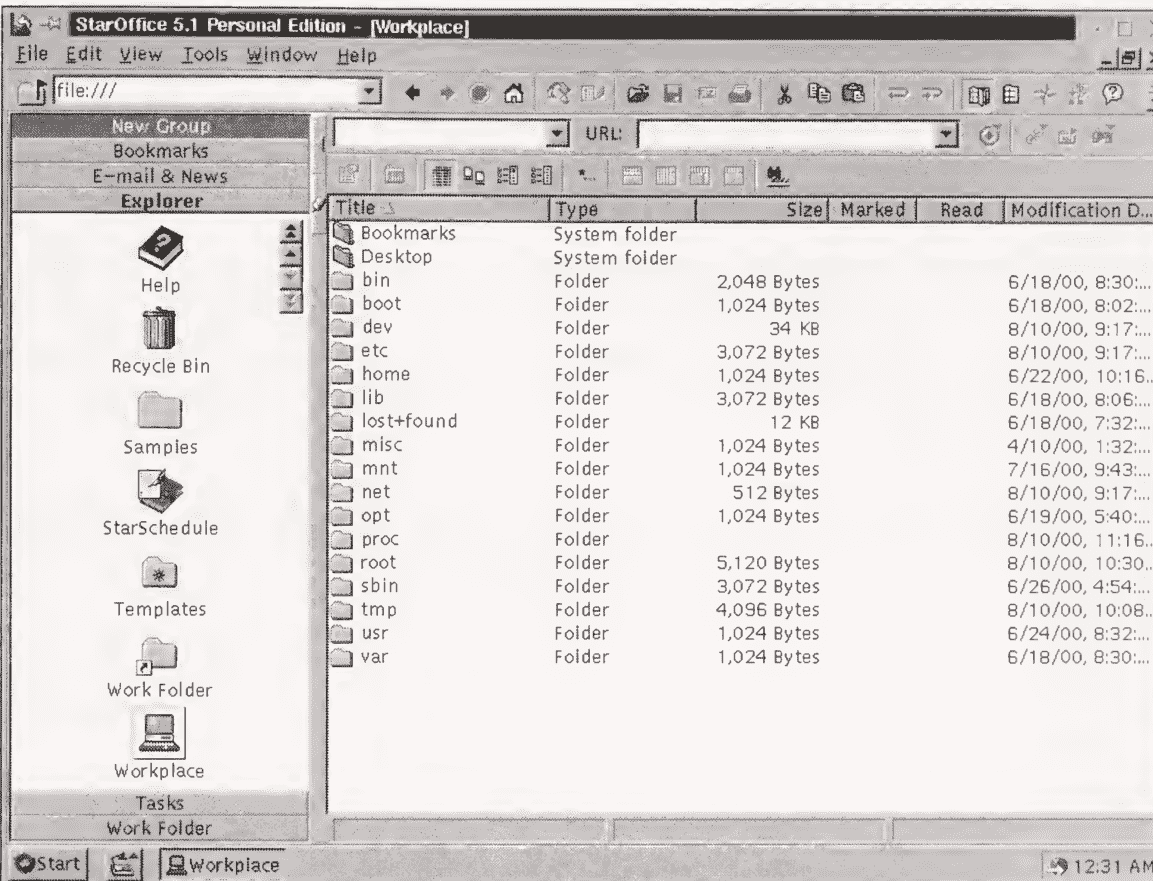 StarOffice 5.1 Personal Edition - [Workplace]
File Edit View Tools Window Help
file:///
New Group
Bookmarks
E-mail & News
Explorer
Help
Recycle Bin
Samples
StarSchedule
Templates
Work Folder
Workplace
Tasks
Work Folder
URL:
Title Type Size Marked Read Modification D...
Bookmarks System folder
Desktop System folder
bin Folder 2,048 Bytes 6/18/00, 8:30:...
boot Folder 1,024 Bytes 6/18/00, 8:02:...
dev Folder 34 KB 8/10/00, 9:17:...
etc Folder 3,072 Bytes 8/10/00, 9:17:...
home Folder 1,024 Bytes 6/22/00, 10:16..
lib Folder 3,072 Bytes 6/18/00, 8:06:...
lost+found Folder 12 KB 6/18/00, 7:32:...
misc Folder 1,024 Bytes 4/10/00, 1:32:...
mnt Folder 1,024 Bytes 7/16/00, 9:43:...
net Folder 512 Bytes 8/10/00, 9:17:...
opt Folder 1,024 Bytes 6/19/00, 5:40:...
proc Folder 8/10/00, 11:16..
root Folder 5,120 Bytes 8/10/00, 10:30..
sbin Folder 3,072 Bytes 6/26/00, 4:54:...
tmp Folder 4,096 Bytes 8/10/00, 10:08..
usr Folder 1,024 Bytes 6/24/00, 8:32:...
var Folder 1,024 Bytes 6/18/00, 8:30:...
Start Workplace 12:31 AM